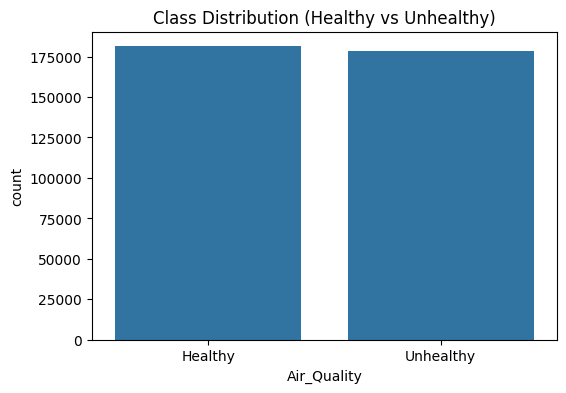 Class Distribution (Healthy vs Unhealthy)
175000
150000
125000
100000
75000
50000
25000
0
count
Healthy
Unhealthy
Air_Quality